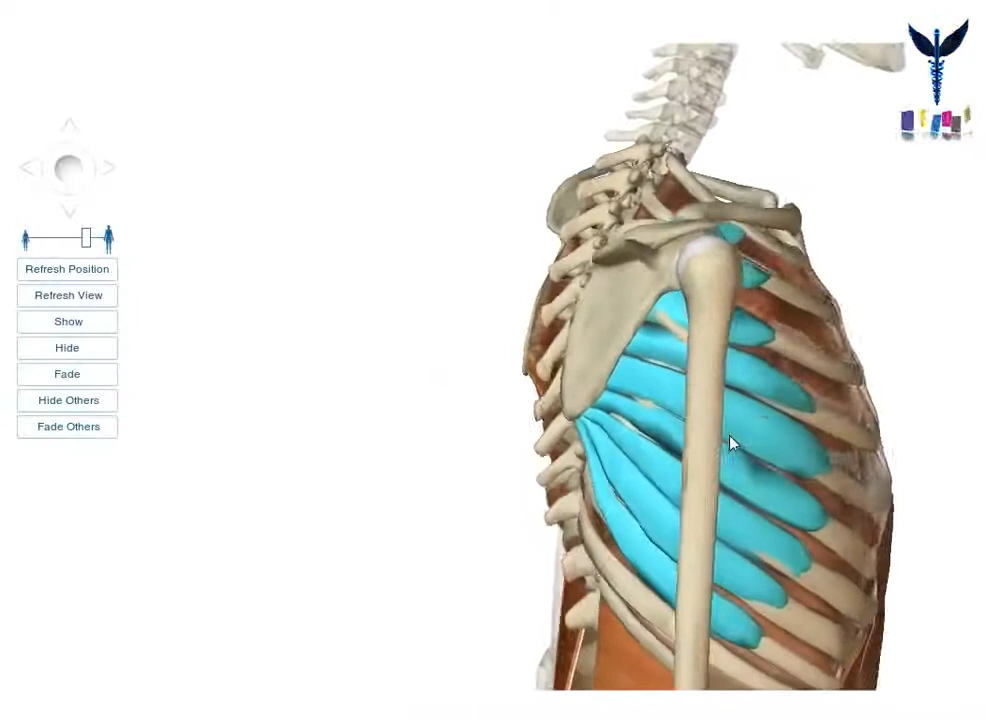 Refresh Position
Refresh View
Show
Hide
Fade
Hide Others
Fade Others